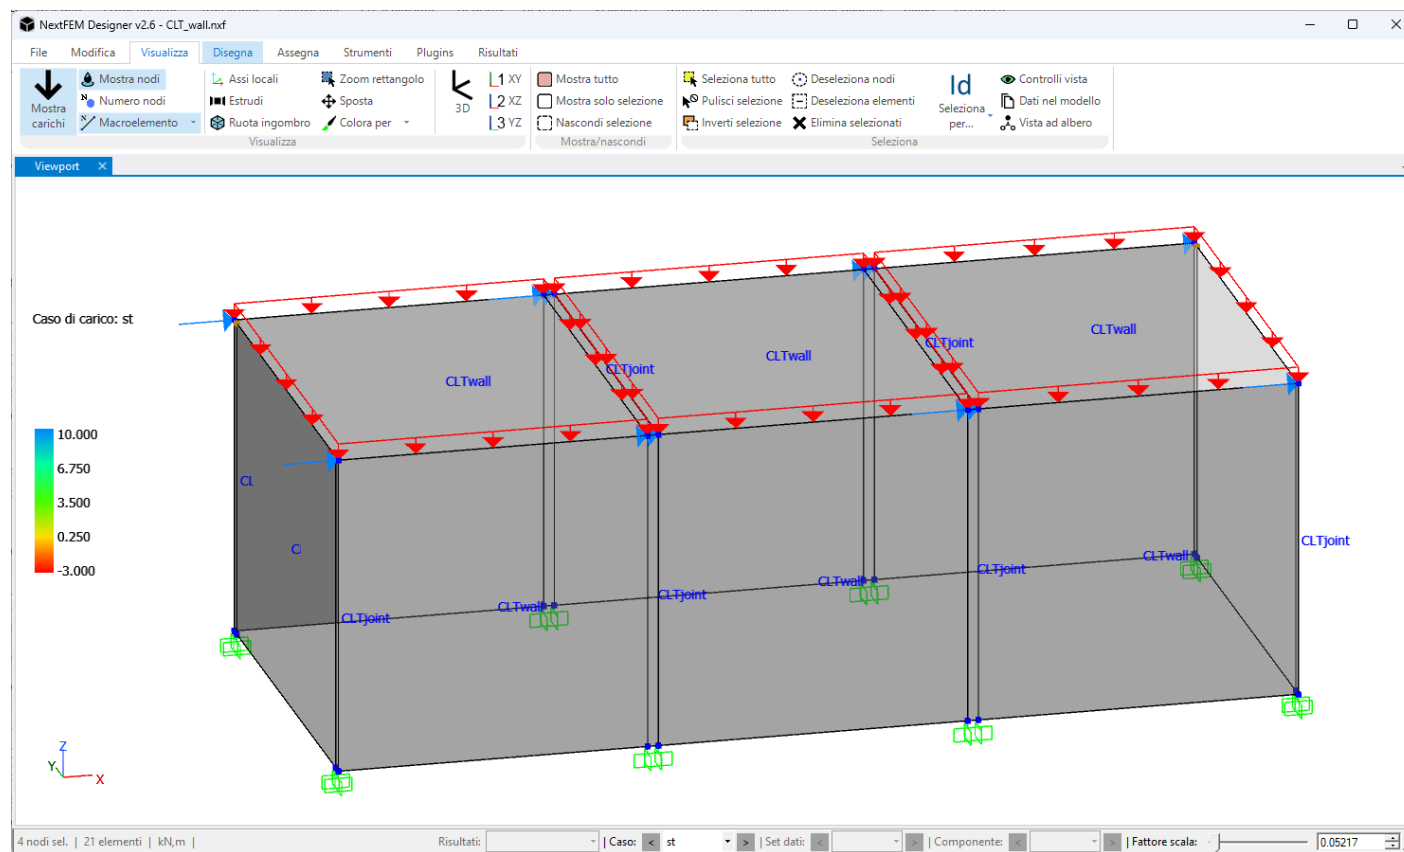 NextFEM Designer v2.6 - CLT_wall.nxf
File Modifica Visualizza Disegna Assegna Strumenti Plugins Risultati
Mostra carichi
Mostra nodi
Numero nodi
Macroelemento
Assi locali
Estrudi
Ruota ingombro
Zoom rettangolo
Sposta
Colora per
3D
1 XY
2 XZ
3 YZ
Visualizza
Mostra tutto
Mostra solo selezione
Nascondi selezione
Mostra/nascondi
Seleziona tutto
Pulisci selezione
Inverti selezione
Deseleziona nodi
Deseleziona elementi
Elimina selezionati
Id
Seleziona per...
Controlli vista
Dati nel modello
Vista ad albero
Seleziona
Viewport
Caso di carico: st
10.000
6.750
3.500
0.250
-3.000
CLTwall
CLTjoint
CLTwall
CLTjoint
CLTwall
CLTjoint
CLTwall
CLTjoint
CLTwall
CLTjoint
CLTwall
CLTjoint
Z
Y
X
4 nodi sel. | 21 elementi | kN,m | Risultati: | Caso: < st > | Set dati: < > | Componente: < > | Fattore scala: 0.05217